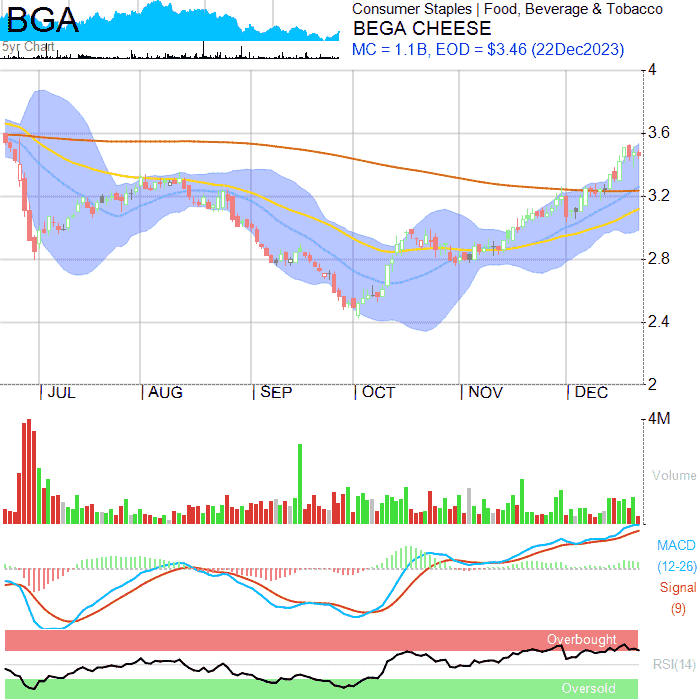 BGA
5yr Chart
Consumer Staples | Food, Beverage & Tobacco
BEGA CHEESE
MC = 1.1B, EOD = $3.46 (22Dec2023)
4
3.6
3.2
2.8
2.4
2
JUL AUG SEP OCT NOV DEC
4M
Volume
MACD
(12-26)
Signal
(9)
Overbought
RSI(14)
Oversold